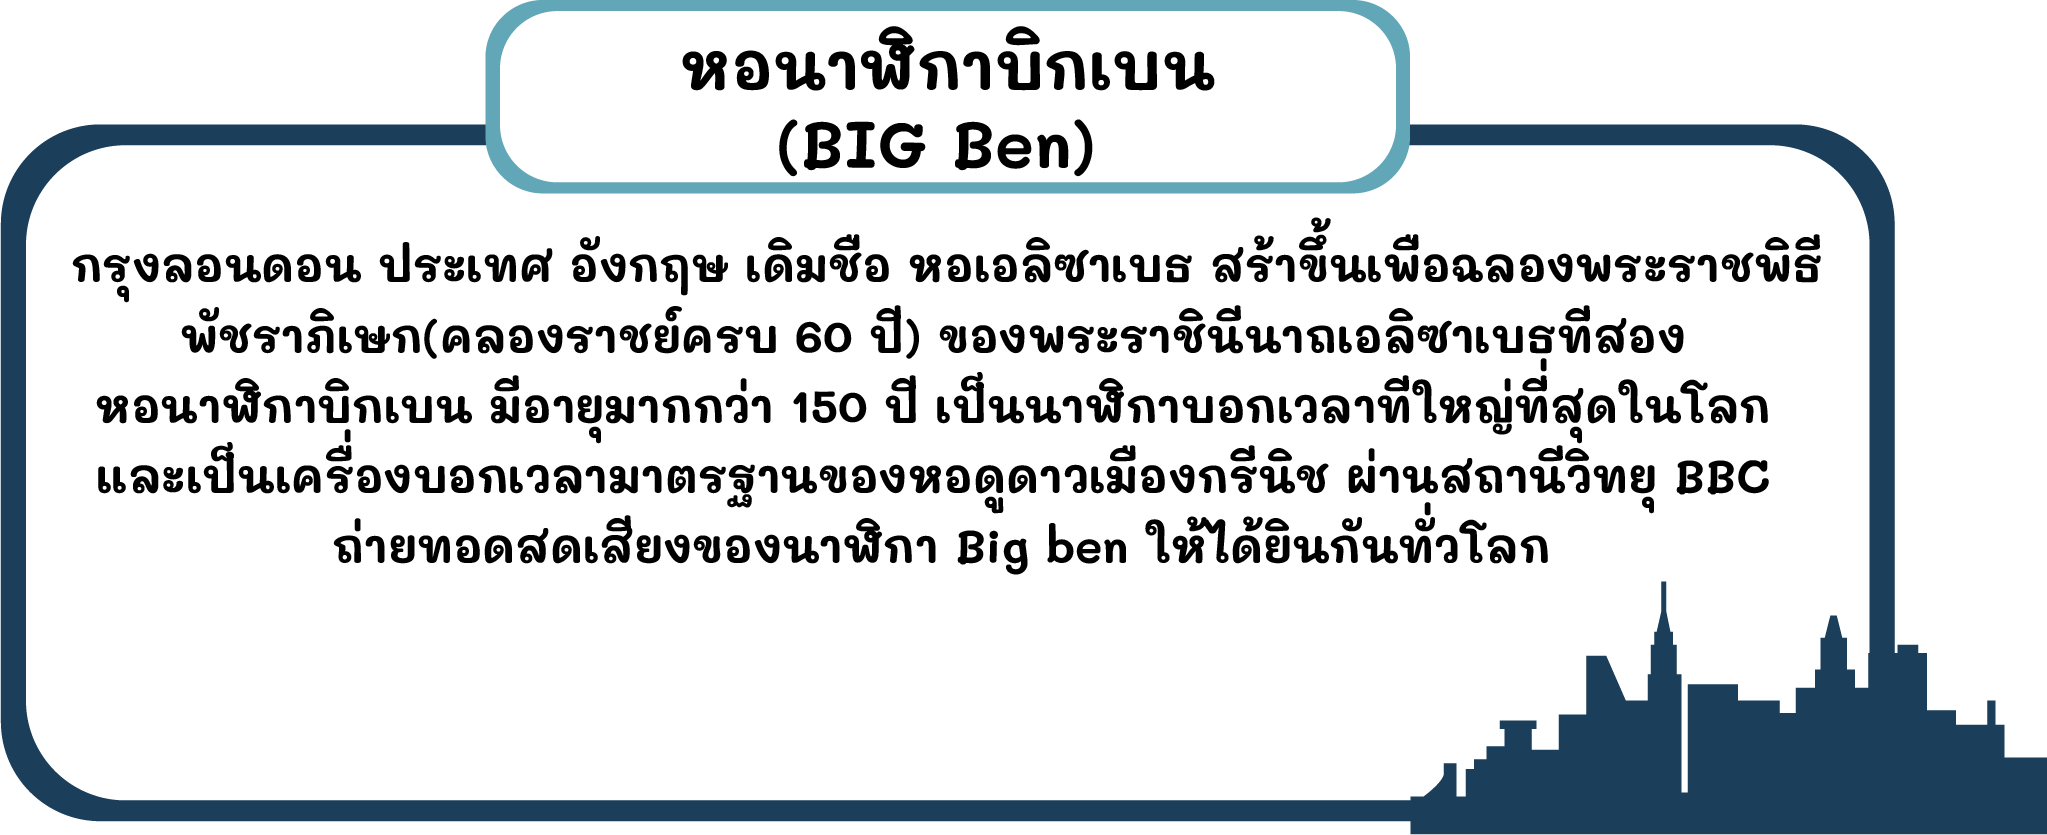 หอนาฬิกาบิกเบน
(BIG Ben)
กรุงลอนดอน ประเทศ อังกฤษ เดิมชือ หอเอลิซาเบธ สร้าขึ้นเพือฉลองพระราชพิธี
พัชราภิเษก(คลองราชย์ครบ 60 ปี) ของพระราชินีนาถเอลิซาเบธทีสอง
หอนาฬิกาบิกเบน มีอายุมากกว่า 150 ปี เป็นนาฬิกาบอกเวลาทีใหญ่ที่สุดในโลก
และเป็นเครื่องบอกเวลามาตรฐานของหอดูดาวเมืองกรีนิช ผ่านสถานีวิทยุ BBC
ถ่ายทอดสดเสียงของนาฬิกา Big ben ให้ได้ยินกันทั่วโลก